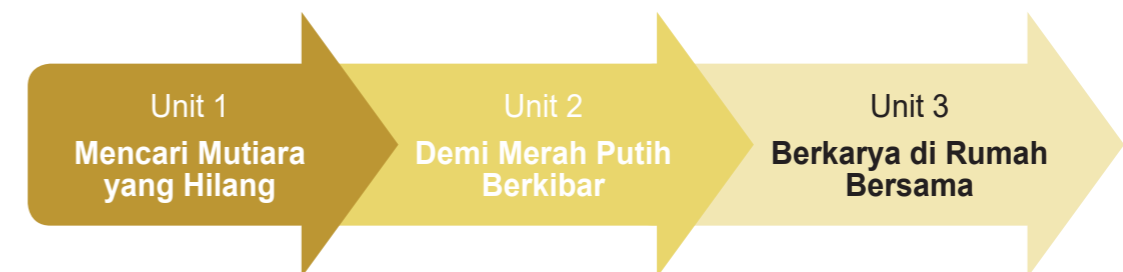 Unit 1
Mencari Mutiara
yang Hilang
Unit 2
Demi Merah Putih
Berkibar
Unit 3
Berkarya di Rumah
Bersama